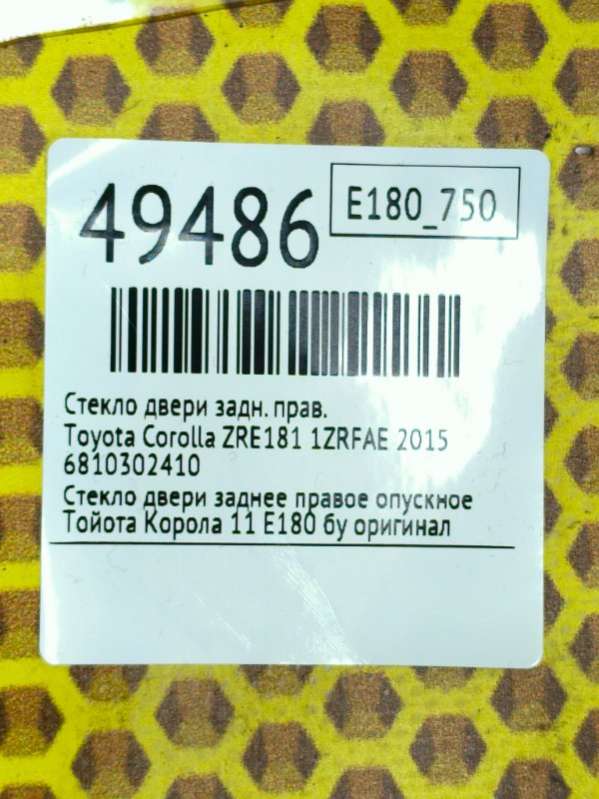 49486
E180_750
Стекло двери задн. прав.
Toyota Corolla ZRE181 1ZRFAE 2015
6810302410
Стекло двери заднее правое опускное
Тойота Корола 11 Е180 бу оригинал